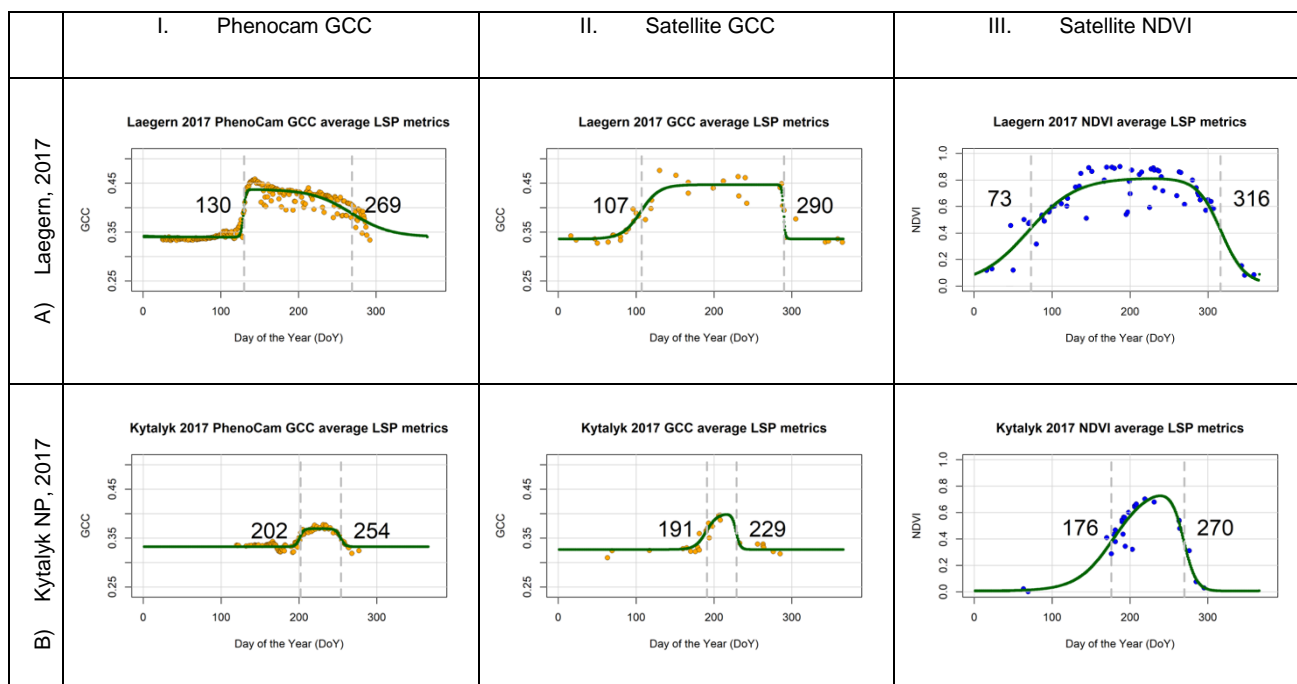 I. Phenocam GCC
II. Satellite GCC
III. Satellite NDVI
A) Laegern, 2017
Laegern 2017 PhenoCam GCC average LSP metrics
GCC
0.45
0.35
0.25
130
269
0
100
200
300
Day of the Year (DoY)
Laegern 2017 GCC average LSP metrics
GCC
0.45
0.35
0.25
107
290
0
100
200
300
Day of the Year (DoY)
Laegern 2017 NDVI average LSP metrics
NDVI
1.0
0.8
0.6
0.4
0.2
0.0
73
316
0
100
200
300
Day of the Year (DoY)
B) Kytalyk NP, 2017
Kytalyk 2017 PhenoCam GCC average LSP metrics
GCC
0.45
0.35
0.25
202
254
0
100
200
300
Day of the Year (DoY)
Kytalyk 2017 GCC average LSP metrics
GCC
0.45
0.35
0.25
191
229
0
100
200
300
Day of the Year (DoY)
Kytalyk 2017 NDVI average LSP metrics
NDVI
1.0
0.8
0.6
0.4
0.2
0.0
176
270
0
100
200
300
Day of the Year (DoY)